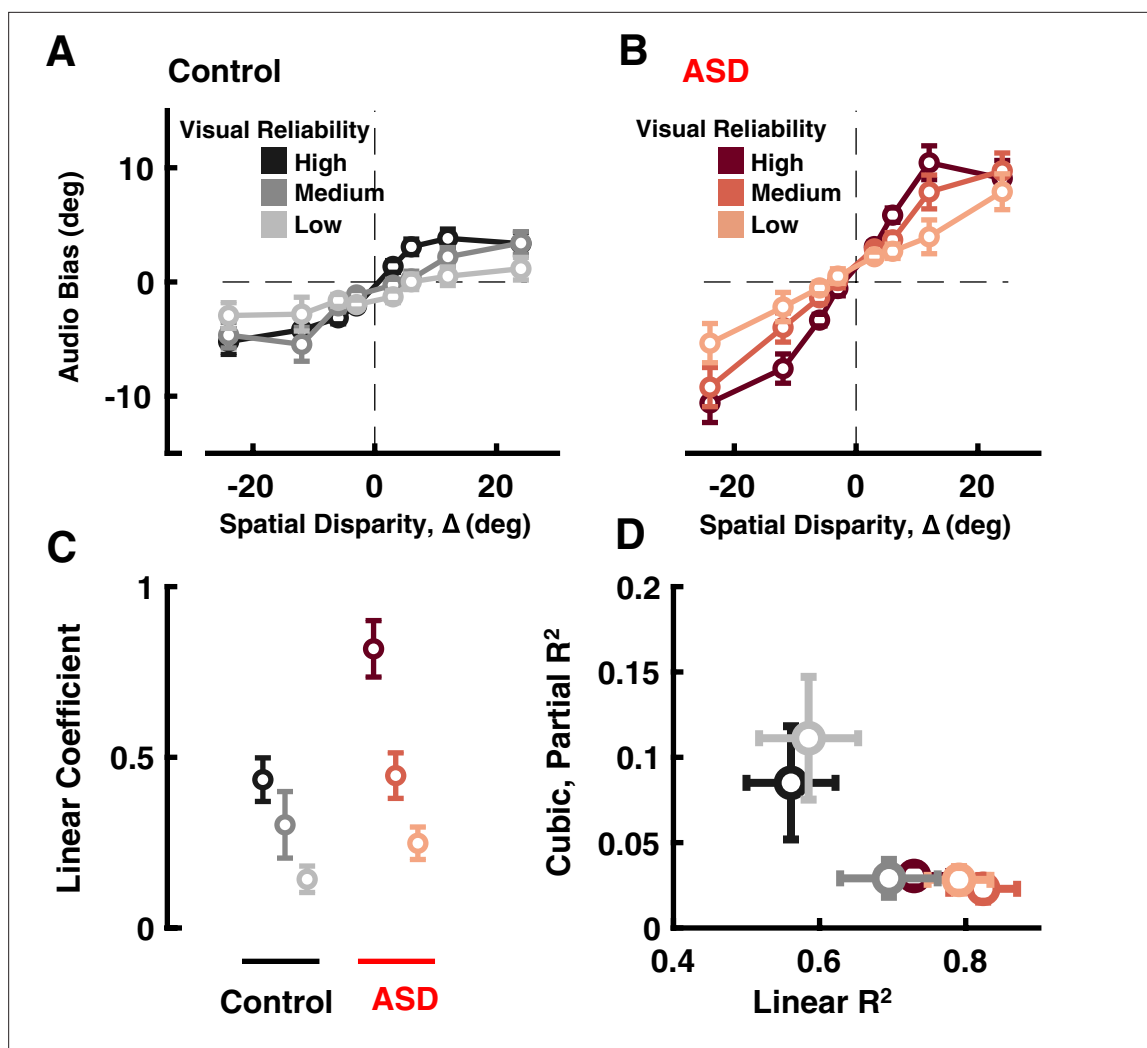 A
Control
Visual Reliability
High
Medium
Low
10
0
-10
Audio Bias (deg)
-20
0
20
Spatial Disparity, Δ (deg)
B
ASD
Visual Reliability
High
Medium
Low
-20
0
20
Spatial Disparity, Δ (deg)
C
1
0.5
0
Linear Coefficient
Control
ASD
D
0.2
0.15
0.1
0.05
0
Cubic, Partial R²
0.4
0.6
0.8
Linear R²